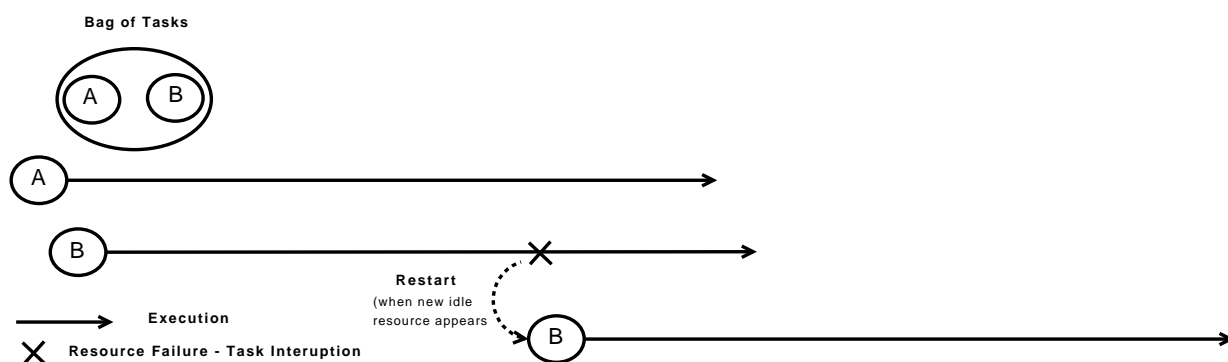 Bag of Tasks
A B
A
B
Restart
(when new idle
resource appears
B
Execution
Resource Failure - Task Interuption